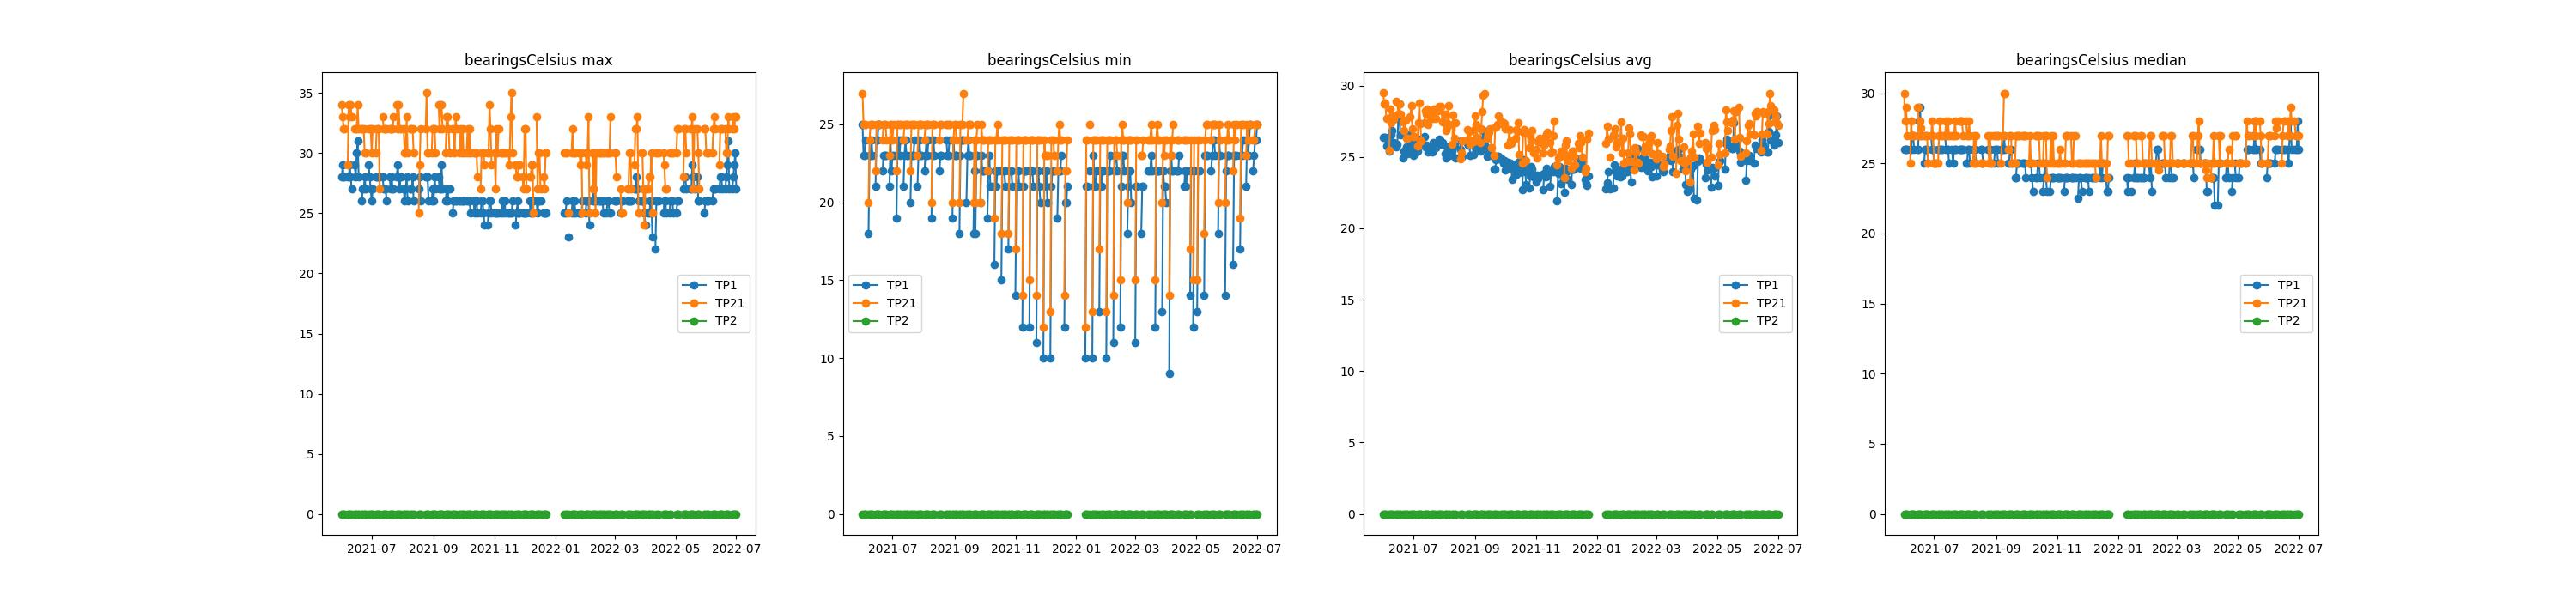 bearingsCelsius max
35
30
25
20
15
10
5
0
2021-07 2021-09 2021-11 2022-01 2022-03 2022-05 2022-07
TP1
TP21
TP2
bearingsCelsius min
25
20
15
10
5
0
2021-07 2021-09 2021-11 2022-01 2022-03 2022-05 2022-07
TP1
TP21
TP2
bearingsCelsius avg
30
25
20
15
10
5
0
2021-07 2021-09 2021-11 2022-01 2022-03 2022-05 2022-07
TP1
TP21
TP2
bearingsCelsius median
30
25
20
15
10
5
0
2021-07 2021-09 2021-11 2022-01 2022-03 2022-05 2022-07
TP1
TP21
TP2